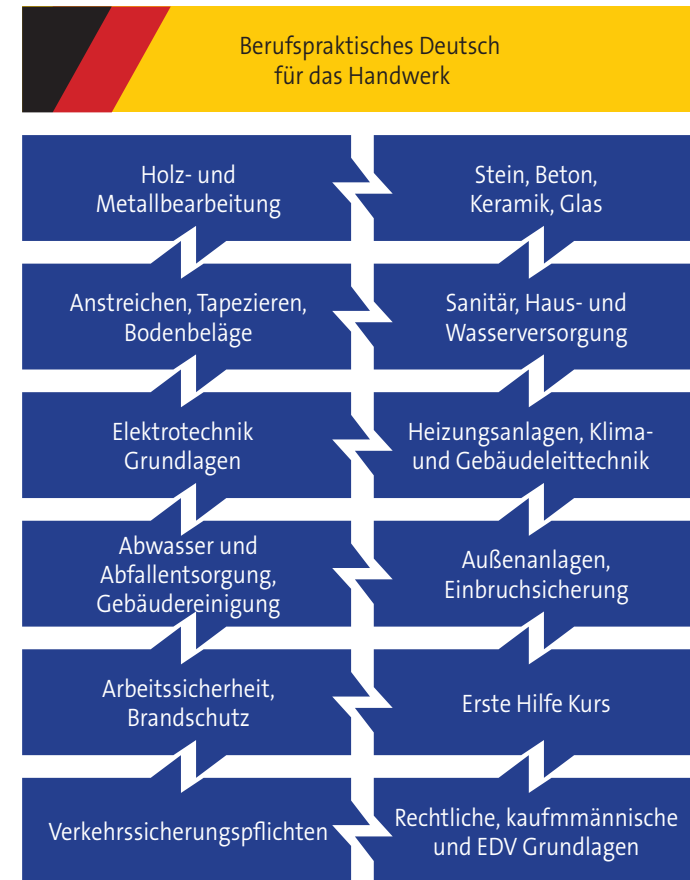 Berufspraktisches Deutsch
für das Handwerk
Holz- und
Metallbearbeitung
Stein, Beton,
Keramik, Glas
Anstreichen, Tapezieren,
Bodenbeläge
Sanitär, Haus- und
Wasserversorgung
Elektrotechnik
Grundlagen
Heizungsanlagen, Klima-
und Gebäudeleittechnik
Abwasser und
Abfallentsorgung,
Gebäudereinigung
Außenanlagen,
Einbruchsicherung
Arbeitssicherheit,
Brandschutz
Erste Hilfe Kurs
Verkehrssicherungspflichten
Rechtliche, kaufmmännische
und EDV Grundlagen